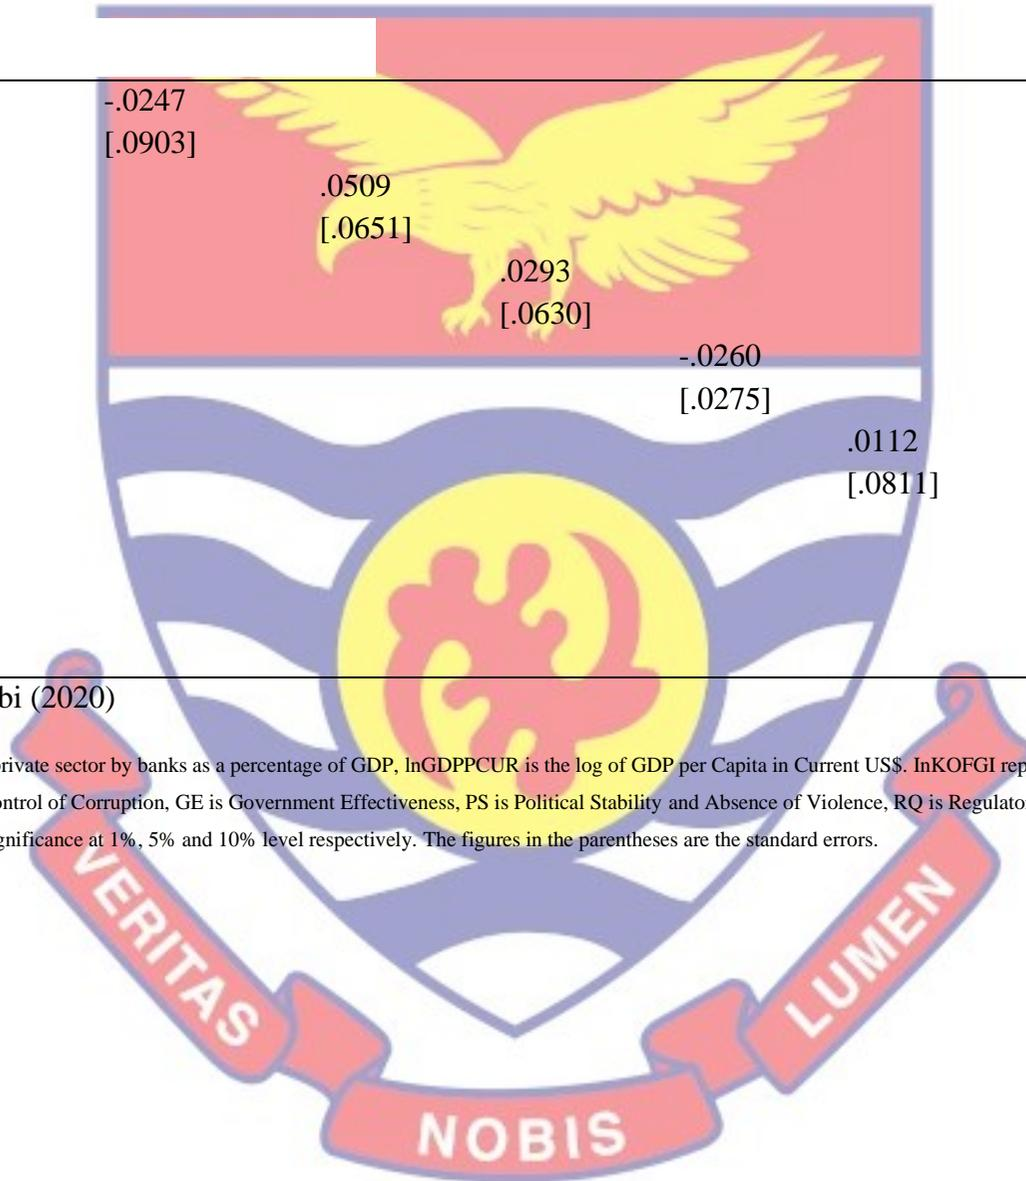 -.0247
[.0903]
.0509
[.0651]
.0293
[.0630]
-.0260
[.0275]
.0112
[.0811]
bi (2020)
private sector by banks as a percentage of GDP, lnGDPPCUR is the log of GDP per Capita in Current US$. InKOFGI rep
ontrol of Corruption, GE is Government Effectiveness, PS is Political Stability and Absence of Violence, RQ is Regulator
gnificance at 1%, 5% and 10% level respectively. The figures in the parentheses are the standard errors.
VERITAS
NOBIS
LUMEN